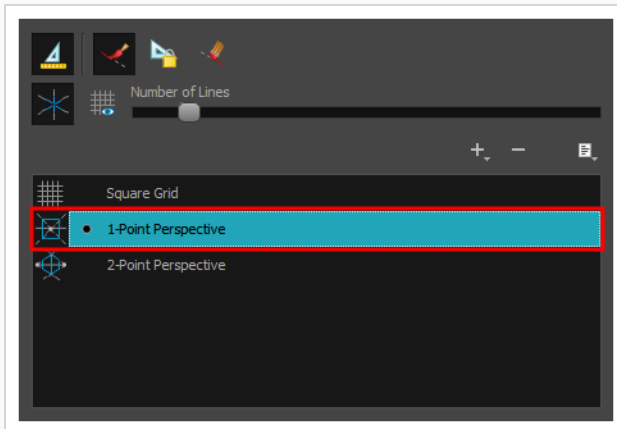 Number of Lines
Square Grid
1-Point Perspective
2-Point Perspective